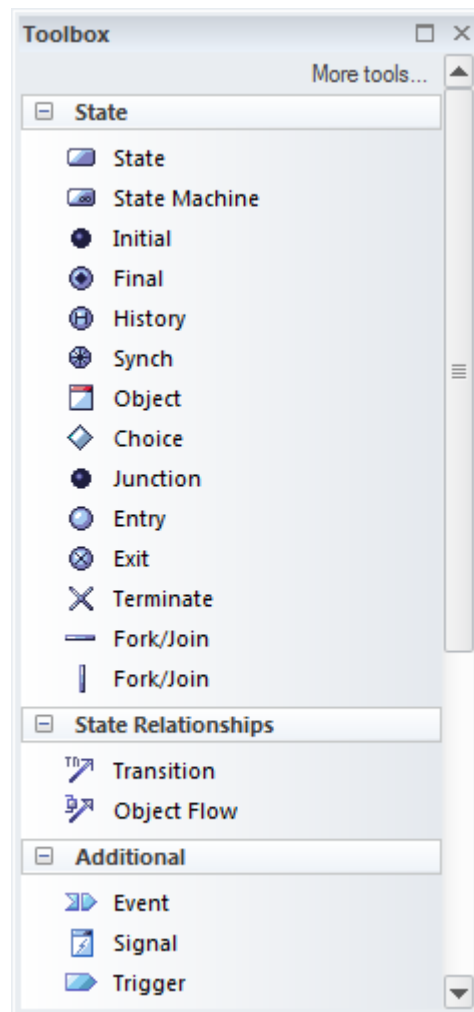 Toolbox
More tools...
State
State
State Machine
Initial
Final
History
Synch
Object
Choice
Junction
Entry
Exit
Terminate
Fork/Join
Fork/Join
State Relationships
Transition
Object Flow
Additional
Event
Signal
Trigger